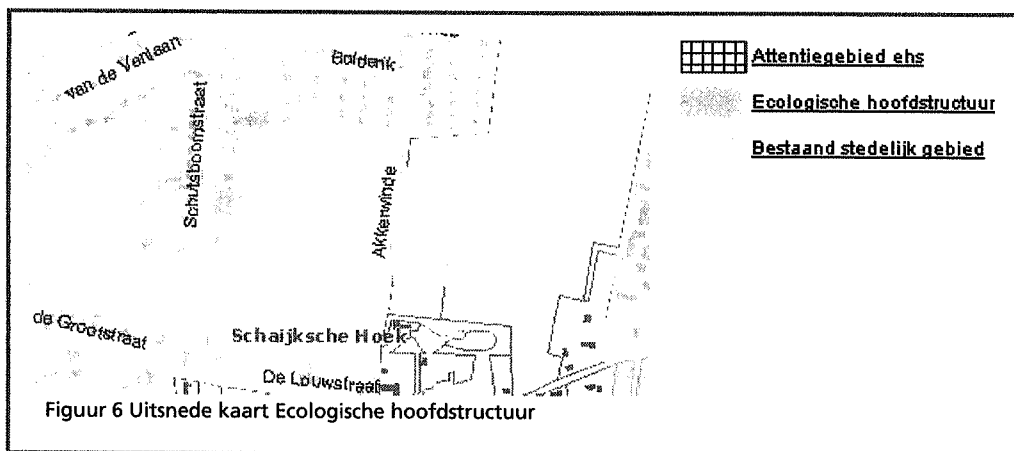 van de Venlaan
Bolderik
Schutsboomstraat
Akkerwinde
de Grootstraat
Schaijksche Hoek
De Louwstraat
Attentiegebied ehs
Ecologische hoofdstructuur
Bestaand stedelijk gebied
Figuur 6 Uitsnede kaart Ecologische hoofdstructuur